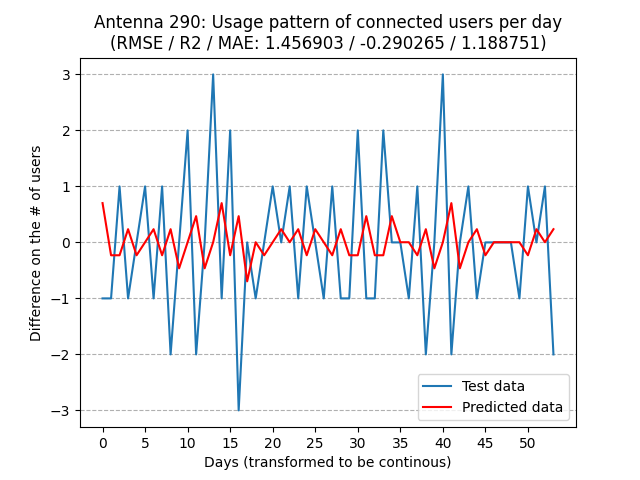 Antenna 290: Usage pattern of connected users per day
(RMSE / R2 / MAE: 1.456903 / -0.290265 / 1.188751)
Difference on the # of users
3
2
1
0
−1
−2
−3
Test data
Predicted data
0 5 10 15 20 25 30 35 40 45 50
Days (transformed to be continous)